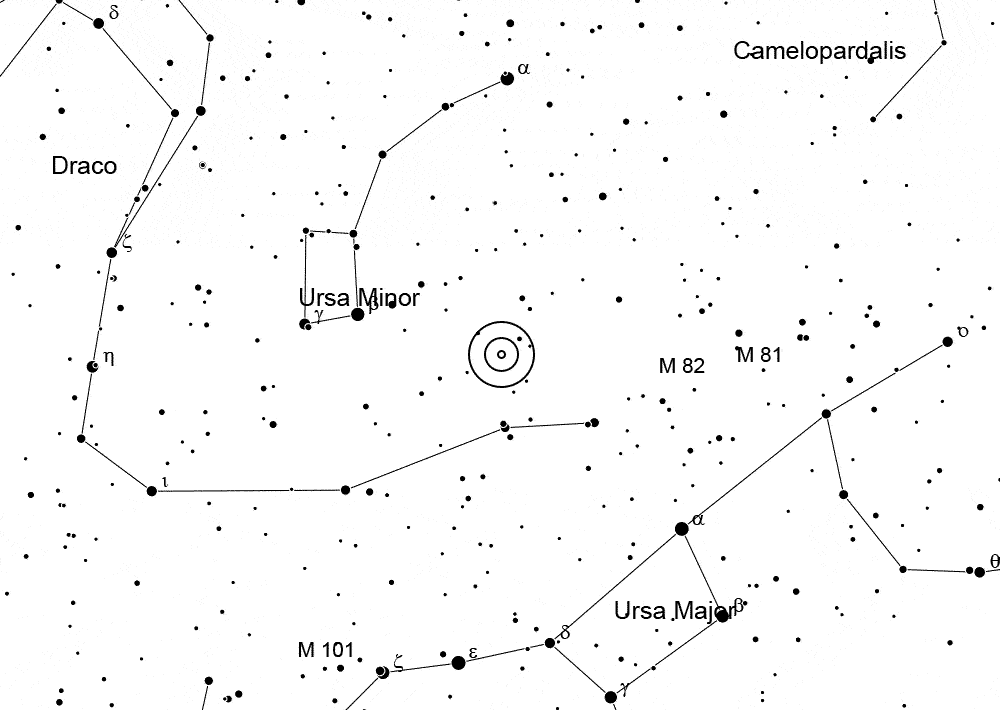 δ
Camelopardalis
α
Draco
ζ
Ursa Minor
β
γ
η
ο
M 81
M 82
ι
α
θ
Ursa Major
β
δ
M 101
ζ
ε
γ